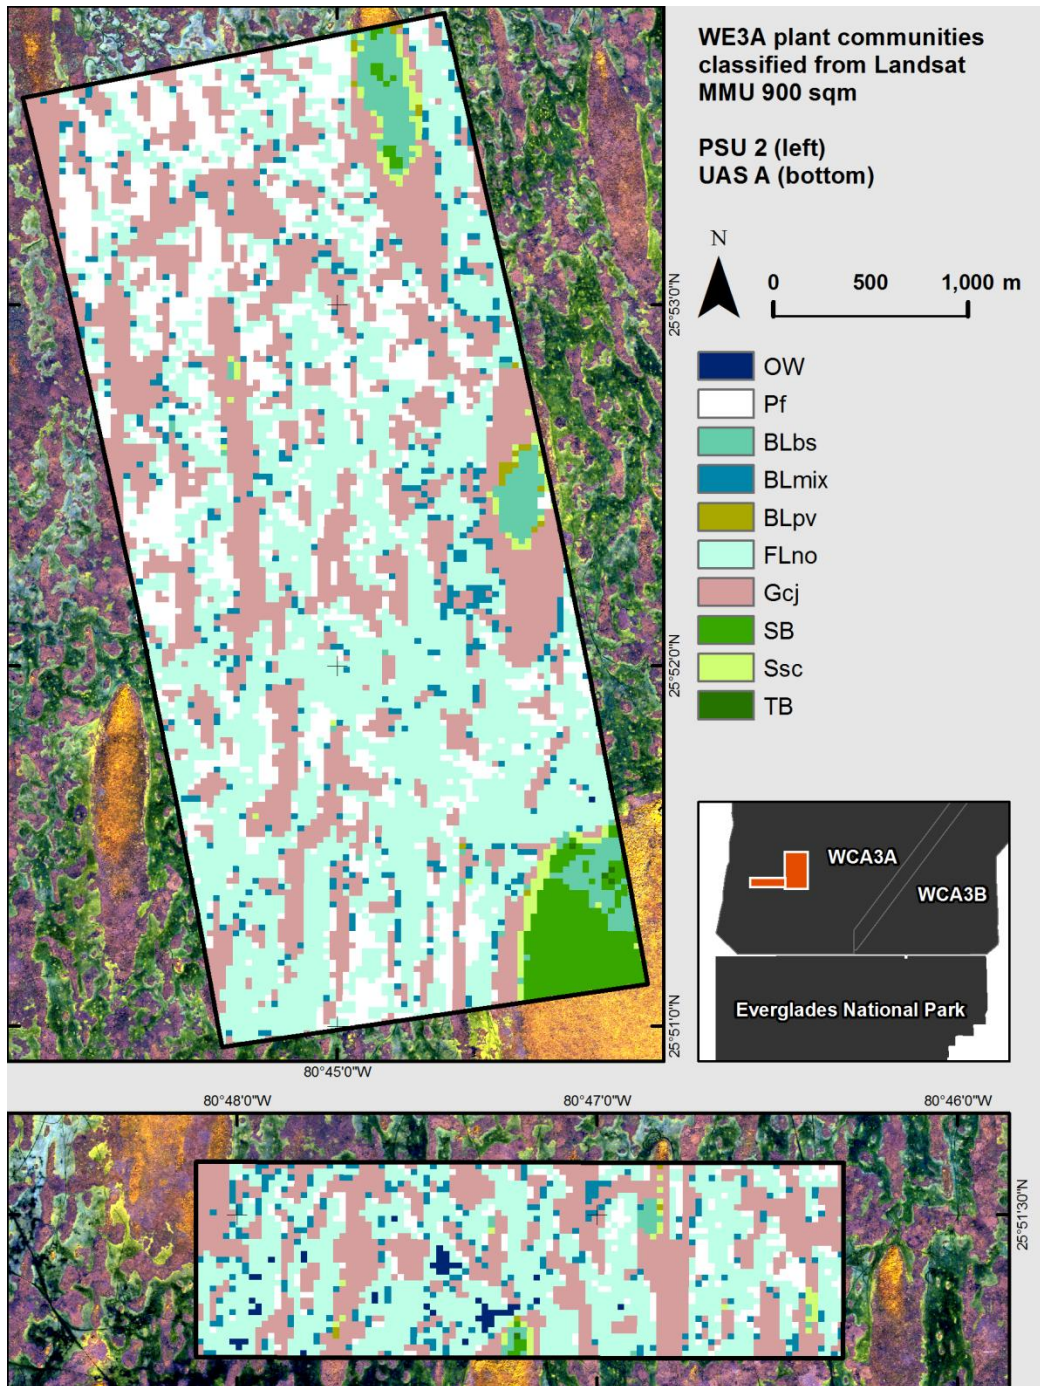 WE3A plant communities
classified from Landsat
MMU 900 sqm
PSU 2 (left)
UAS A (bottom)
N
0 500 1,000 m
OW
Pf
BLbs
BLmix
BLpv
FLno
Gcj
SB
Ssc
TB
25°53'0"N
25°52'0"N
25°51'0"N
80°45'0"W
WCA3A
WCA3B
Everglades National Park
80°48'0"W 80°47'0"W 80°46'0"W
25°51'30"N